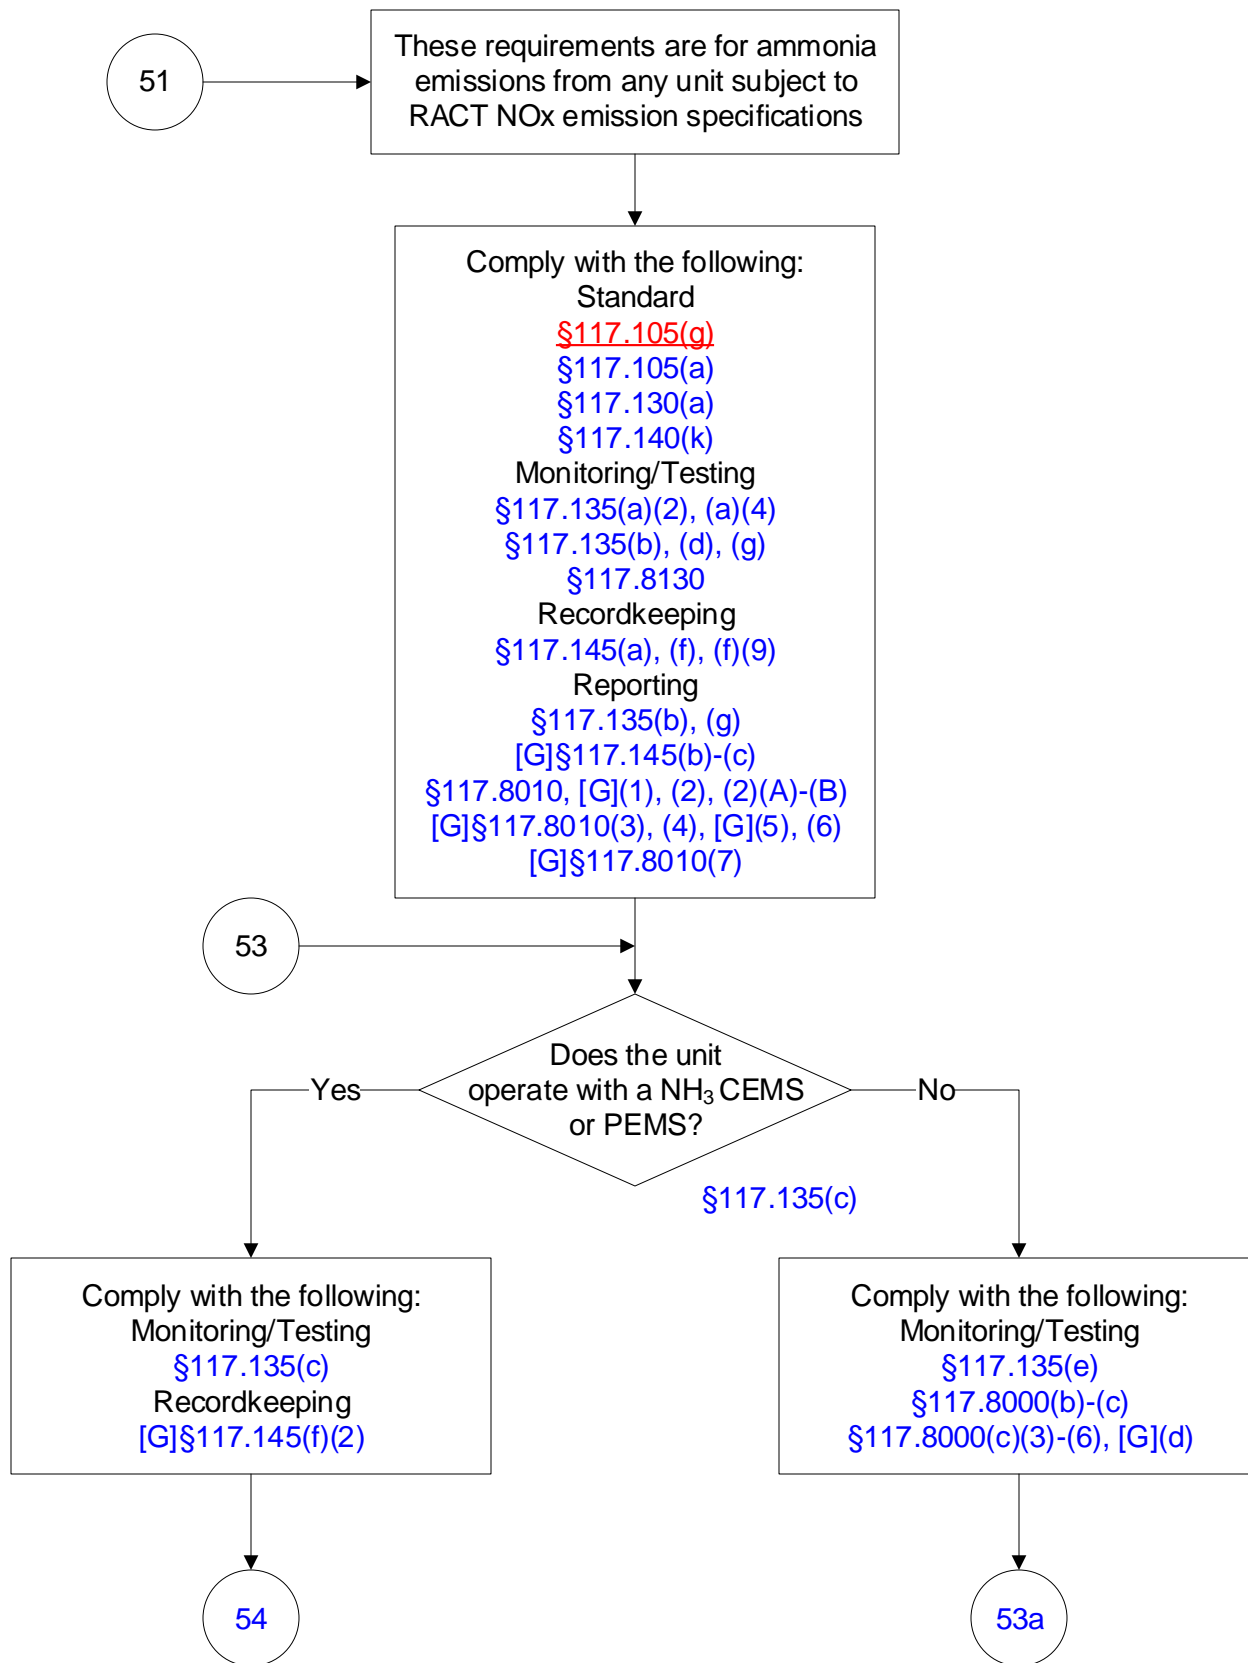 51
These requirements are for ammonia
emissions from any unit subject to
RACT NOx emission specifications
Comply with the following:
Standard
§117.105(g)
§117.105(a)
§117.130(a)
§117.140(k)
Monitoring/Testing
§117.135(a)(2), (a)(4)
§117.135(b), (d), (g)
§117.8130
Recordkeeping
§117.145(a), (f), (f)(9)
Reporting
§117.135(b), (g)
[G]§117.145(b)-(c)
§117.8010, [G](1), (2), (2)(A)-(B)
[G]§117.8010(3), (4), [G](5), (6)
[G]§117.8010(7)
53
Does the unit
operate with a NH₃ CEMS
or PEMS?
Yes
No
§117.135(c)
Comply with the following:
Monitoring/Testing
§117.135(c)
Recordkeeping
[G]§117.145(f)(2)
Comply with the following:
Monitoring/Testing
§117.135(e)
§117.8000(b)-(c)
§117.8000(c)(3)-(6), [G](d)
54
53a